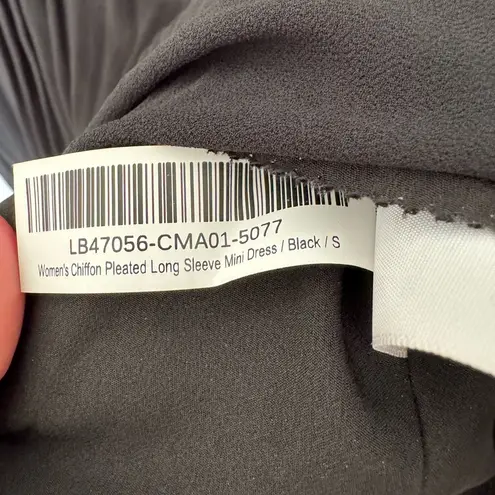 LB47056-CMA01-5077
Women's Chiffon Pleated Long Sleeve Mini Dress / Black / S